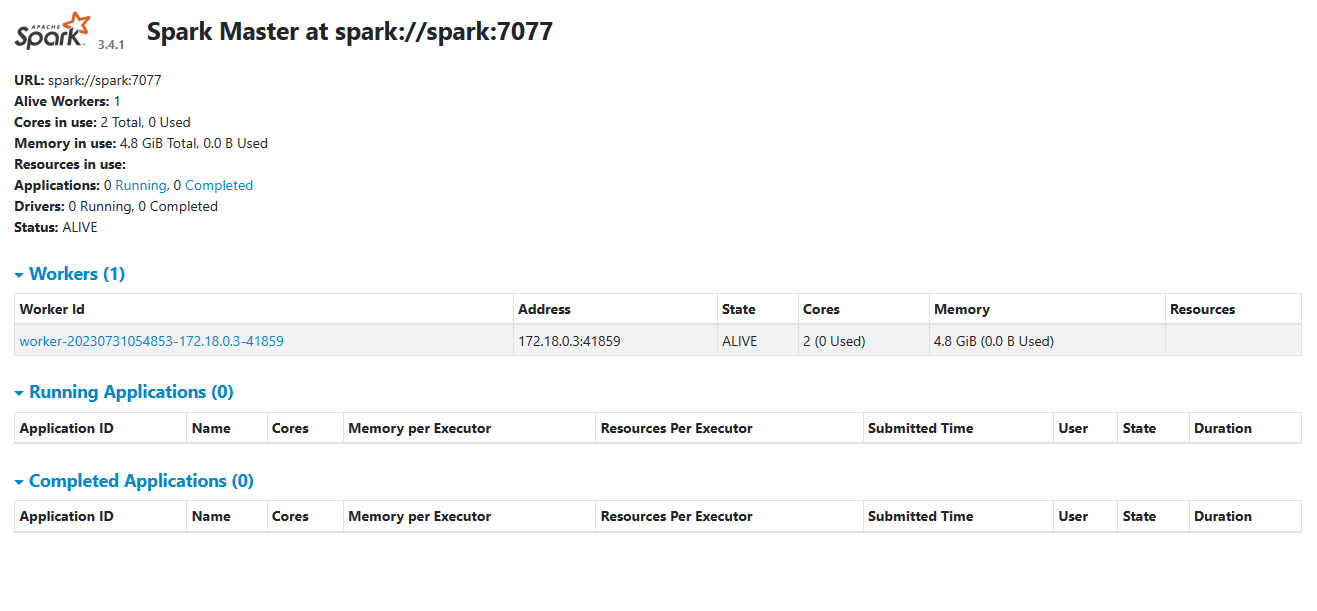 APACHE
Spark 3.4.1 Spark Master at spark://spark:7077
URL: spark://spark:7077
Alive Workers: 1
Cores in use: 2 Total, 0 Used
Memory in use: 4.8 GiB Total, 0.0 B Used
Resources in use:
Applications: 0 Running, 0 Completed
Drivers: 0 Running, 0 Completed
Status: ALIVE
Workers (1)
Worker Id Address State Cores Memory Resources
worker-20230731054853-172.18.0.3-41859 172.18.0.3:41859 ALIVE 2 (0 Used) 4.8 GiB (0.0 B Used)
Running Applications (0)
Application ID Name Cores Memory per Executor Resources Per Executor Submitted Time User State Duration
Completed Applications (0)
Application ID Name Cores Memory per Executor Resources Per Executor Submitted Time User State Duration